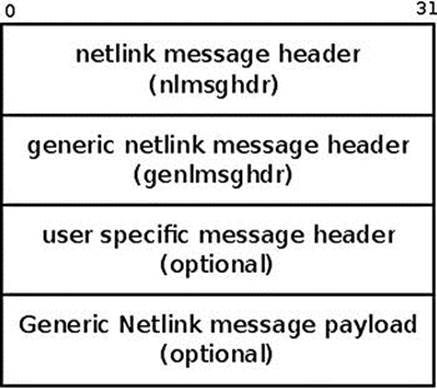 0 31
netlink message header
(nlmsghdr)
generic netlink message header
(genlmsghdr)
user specific message header
(optional)
Generic Netlink message payload
(optional)